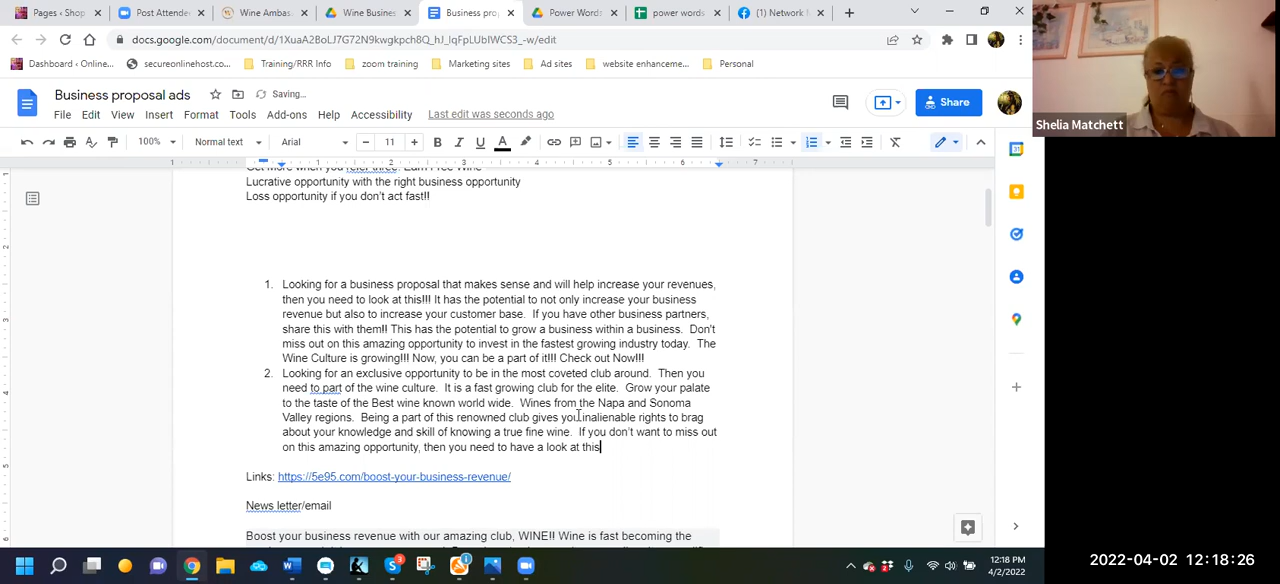 Pages ‹ Shop
Post Attende
Wine Ambas
Wine Busines
Business prop
Power Words
power words
(1) Network M
docs.google.com/document/d/1XuaA2BoLJ7G72N9kwgkpch8Q_hJ_IqFpLUbIWCS3_-w/edit
Dashboard ‹ Online...
secureonlinehost.co...
Training/RRR Info
zoom training
Marketing sites
Ad sites
website enhanceme...
Personal
Business proposal ads
Saving...
File Edit View Insert Format Tools Add-ons Help Accessibility
Last edit was seconds ago
Share
100%
Normal text
Arial
11
Lucrative opportunity with the right business opportunity
Loss opportunity if you don't act fast!!
1. Looking for a business proposal that makes sense and will help increase your revenues,
then you need to look at this!!! It has the potential to not only increase your business
revenue but also to increase your customer base. If you have other business partners,
share this with them!! This has the potential to grow a business within a business. Don't
miss out on this amazing opportunity to invest in the fastest growing industry today. The
Wine Culture is growing!!! Now, you can be a part of it!!! Check out Now!!!
2. Looking for an exclusive opportunity to be in the most coveted club around. Then you
need to part of the wine culture. It is a fast growing club for the elite. Grow your palate
to the taste of the Best wine known world wide. Wines from the Napa and Sonoma
Valley regions. Being a part of this renowned club gives you inalienable rights to brag
about your knowledge and skill of knowing a true fine wine. If you don't want to miss out
on this amazing opportunity, then you need to have a look at this
Links: https://5e95.com/boost-your-business-revenue/
News letter/email
Boost your business revenue with our amazing club, WINE!! Wine is fast becoming the
Shelia Matchett
12:18 PM
4/2/2022
2022-04-02 12:18:26